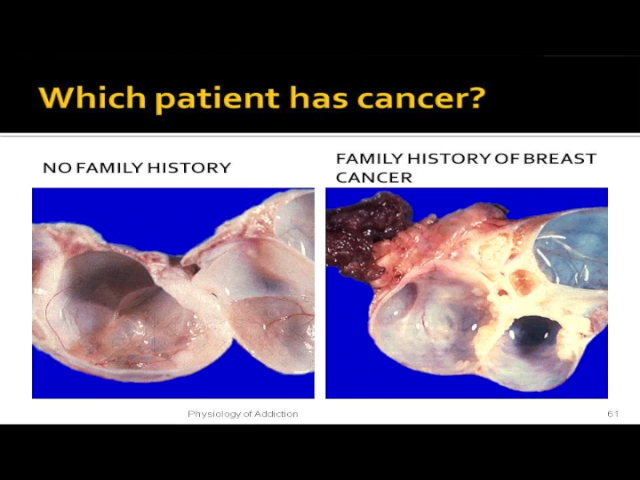 Which patient has cancer?
NO FAMILY HISTORY
FAMILY HISTORY OF BREAST
CANCER
Physiology of Addiction
61